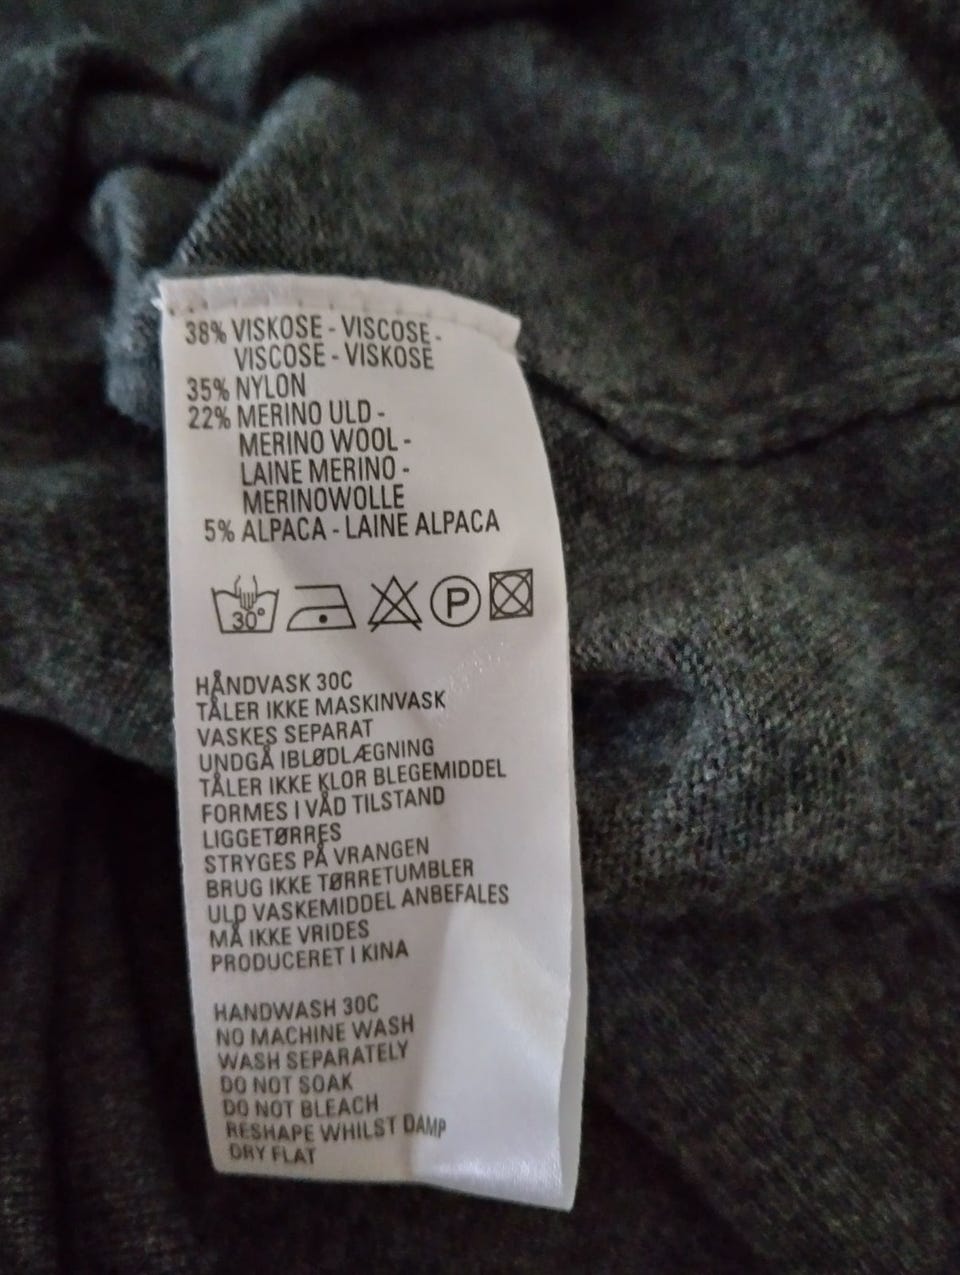 38% VISKOSE - VISCOSE -
VISCOSE - VISKOSE
35% NYLON
22% MERINO ULD -
MERINO WOOL -
LAINE MERINO -
MERINOWOLLE
5% ALPACA - LAINE ALPACA
30° P
HÅNDVASK 30C
TÅLER IKKE MASKINVASK
VASKES SEPARAT
UNDGÅ IBLØDLÆGNING
TÅLER IKKE KLOR BLEGEMIDDEL
FORMES I VÅD TILSTAND
LIGGETØRRES
STRYGES PÅ VRANGEN
BRUG IKKE TØRRETUMBLER
ULD VASKEMIDDEL ANBEFALES
MÅ IKKE VRIDES
PRODUCERET I KINA
HANDWASH 30C
NO MACHINE WASH
WASH SEPARATELY
DO NOT SOAK
DO NOT BLEACH
RESHAPE WHILST DAMP
DRY FLAT